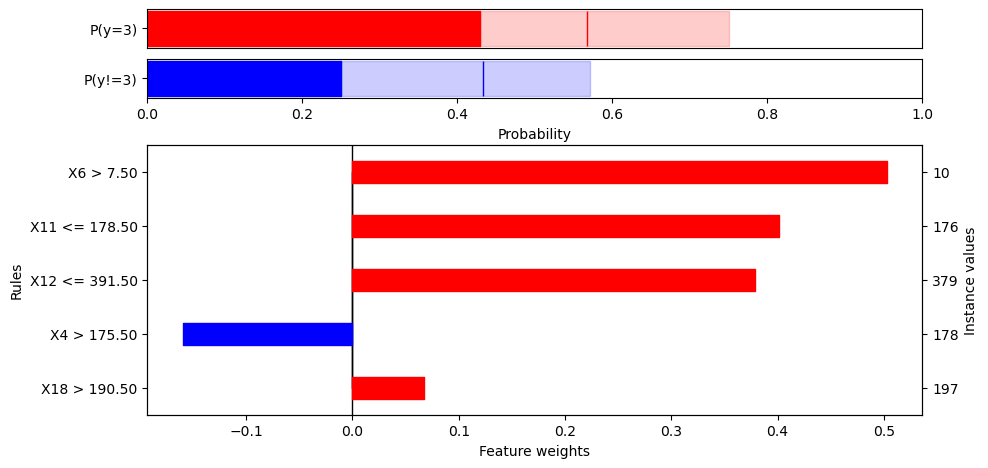 P(y=3)
P(y!=3)
0.0 0.2 0.4 0.6 0.8 1.0
Probability
X6 > 7.50 10
X11 <= 178.50 176
X12 <= 391.50 379
X4 > 175.50 178
X18 > 190.50 197
Rules
Instance values
−0.1 0.0 0.1 0.2 0.3 0.4 0.5
Feature weights